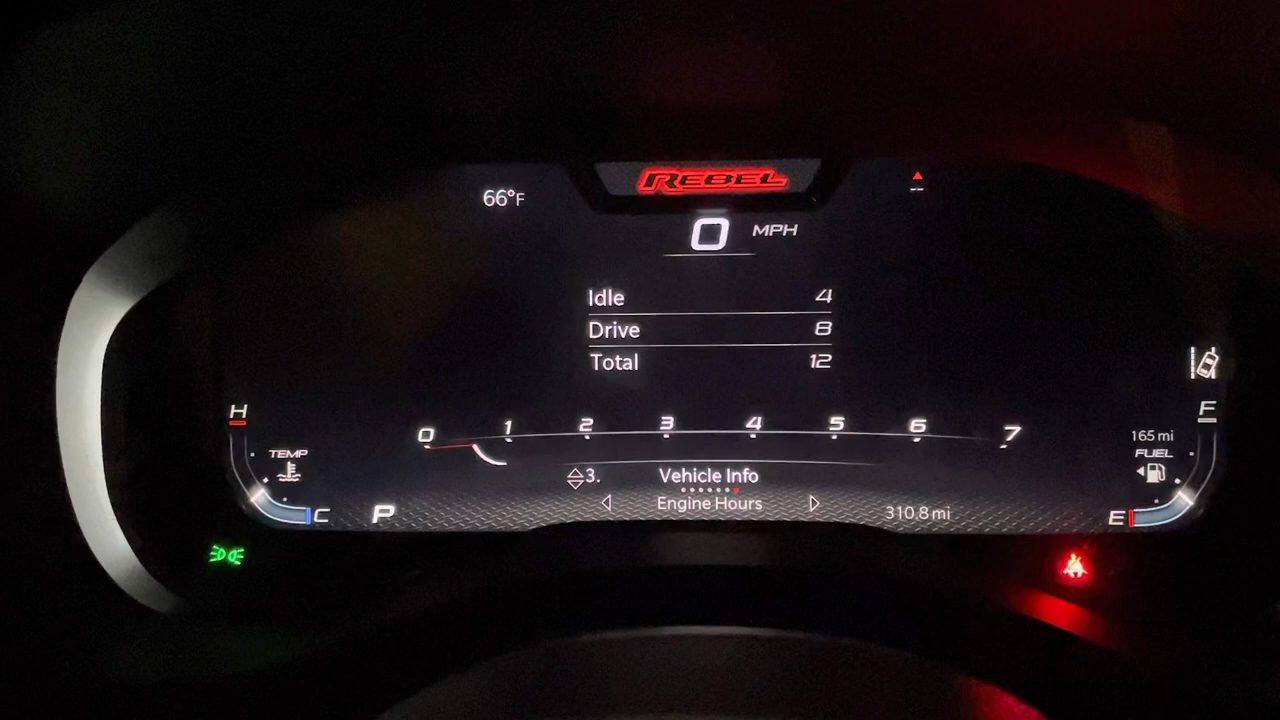 REBEL
66°F
0 MPH
Idle 4
Drive 8
Total 12
H
TEMP
C
0 1 2 3 4 5 6 7
F
165 mi
FUEL
E
3. Vehicle Info
Engine Hours
P
310.8 mi